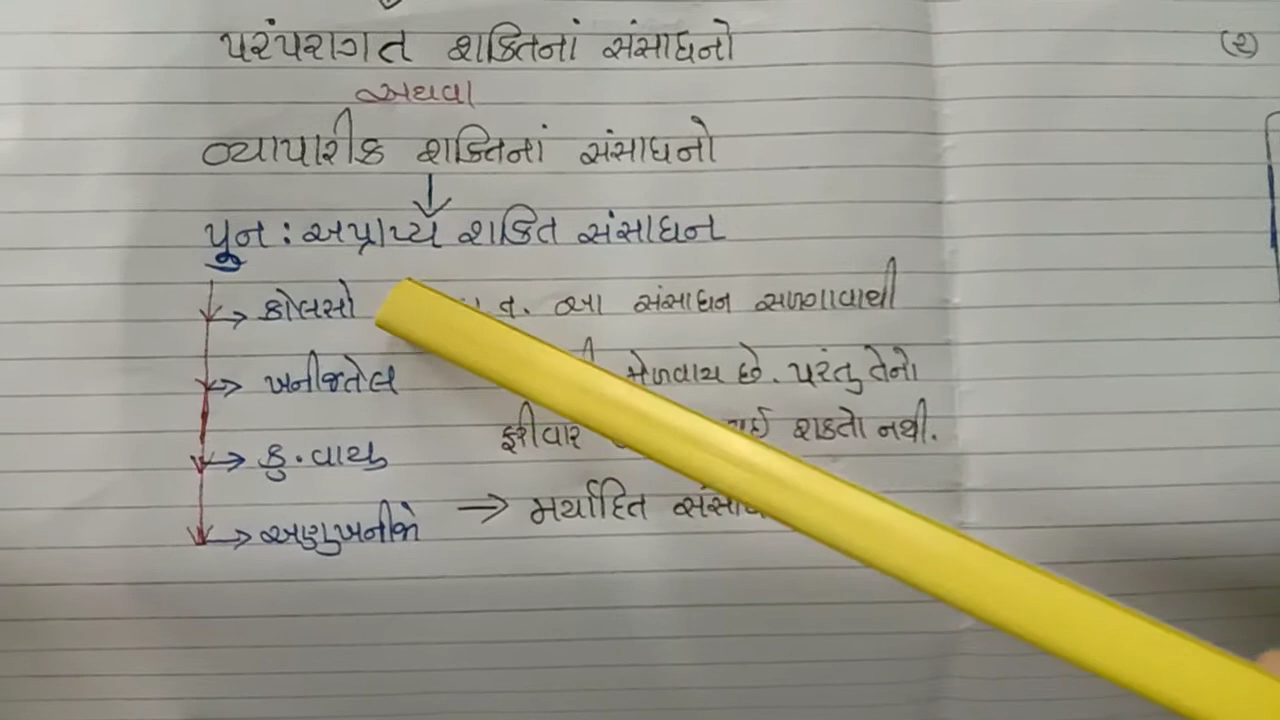 પરંપરાગત શક્તિનાં સંસાધનો
(૨)
અથવા
વ્યાપારીક શક્તિનાં સંસાધનો
પૂન: અપ્રાપ્ય શક્તિ સંસાધન
કોલસો આ સંસાધન સળગાવાથી
ખનીજતેલ મેળવાય છે. પરંતુ તેનો
ફરીવાર શકતો નથી.
કુ. વાયુ
અણુખનીજો → મર્યાદિત